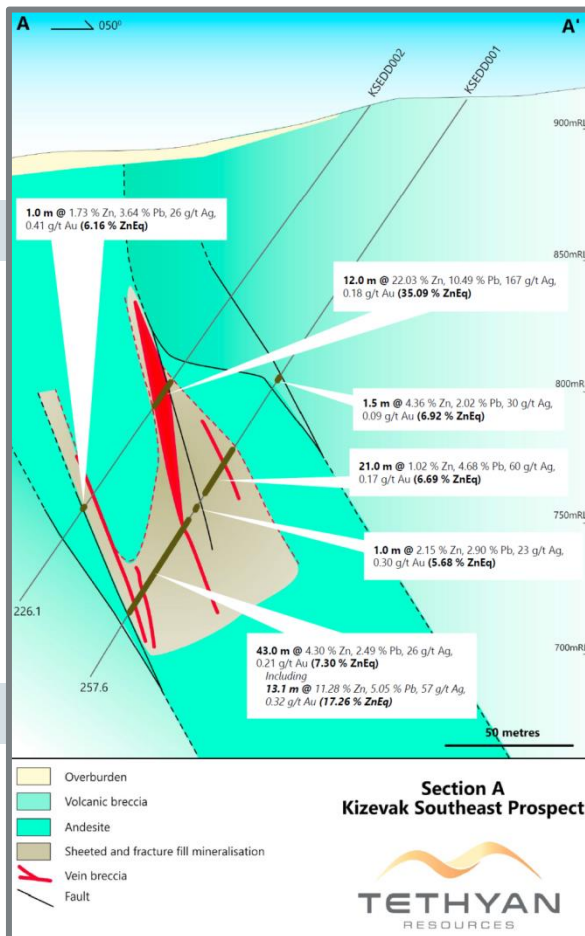 A
050°
A'
KSEDD002
KSEDD001
900mRL
1.0 m @ 1.73 % Zn, 3.64 % Pb, 26 g/t Ag,
0.41 g/t Au (6.16 % ZnEq)
850mRL
12.0 m @ 22.03 % Zn, 10.49 % Pb, 167 g/t Ag,
0.18 g/t Au (35.09 % ZnEq)
800mRL
1.5 m @ 4.36 % Zn, 2.02 % Pb, 30 g/t Ag,
0.09 g/t Au (6.92 % ZnEq)
21.0 m @ 1.02 % Zn, 4.68 % Pb, 60 g/t Ag,
0.17 g/t Au (6.69 % ZnEq)
750mRL
1.0 m @ 2.15 % Zn, 2.90 % Pb, 23 g/t Ag,
0.30 g/t Au (5.68 % ZnEq)
226.1
257.6
700mRL
43.0 m @ 4.30 % Zn, 2.49 % Pb, 26 g/t Ag,
0.21 g/t Au (7.30 % ZnEq)
Including
13.1 m @ 11.28 % Zn, 5.05 % Pb, 57 g/t Ag,
0.32 g/t Au (17.26 % ZnEq)
50 metres
Overburden
Volcanic breccia
Andesite
Sheeted and fracture fill mineralisation
Vein breccia
Fault
Section A
Kizevak Southeast Prospect
TETHYAN
RESOURCES